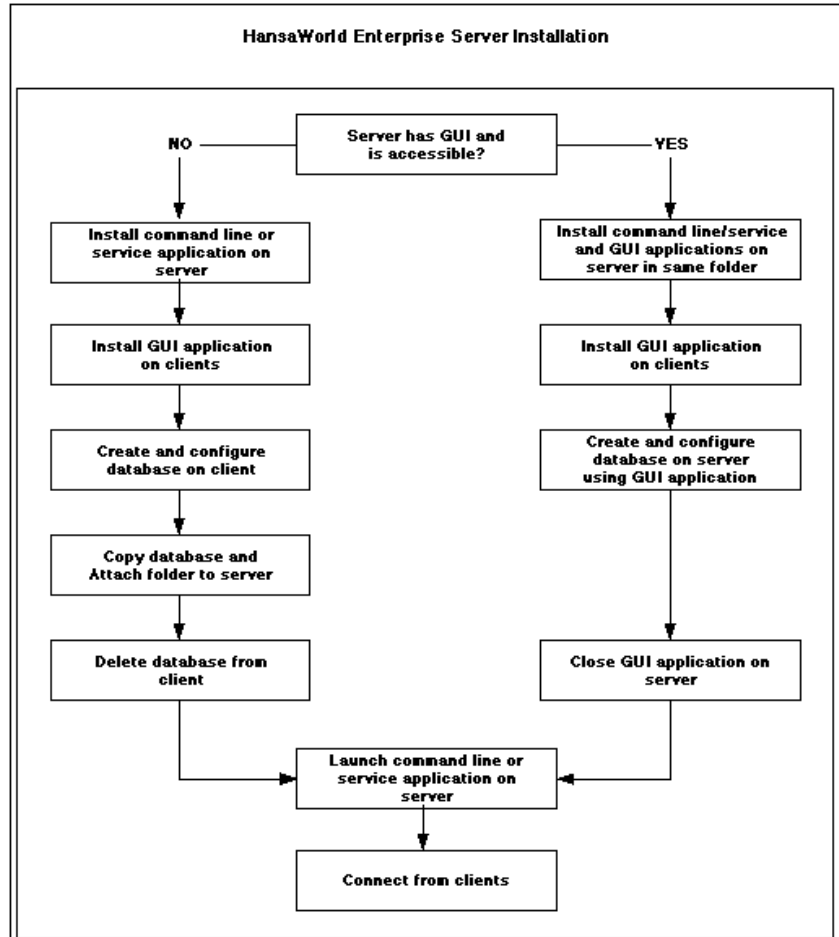 HansaWorld Enterprise Server Installation
Server has GUI and
is accessible?
NO
YES
Install command line or
service application on
server
Install command line/service
and GUI applications on
server in same folder
Install GUI application
on clients
Install GUI application
on clients
Create and configure
database on client
Create and configure
database on server
using GUI application
Copy database and
Attach folder to server
Delete database from
client
Close GUI application on
server
Launch command line or
service application on
server
Connect from clients